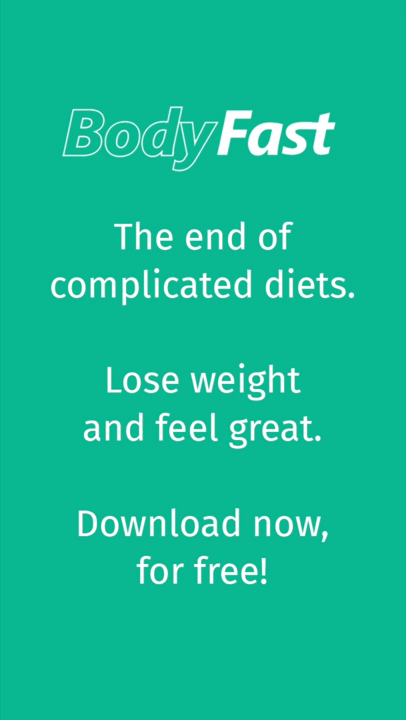 BodyFast
The end of
complicated diets.
Lose weight
and feel great.
Download now,
for free!